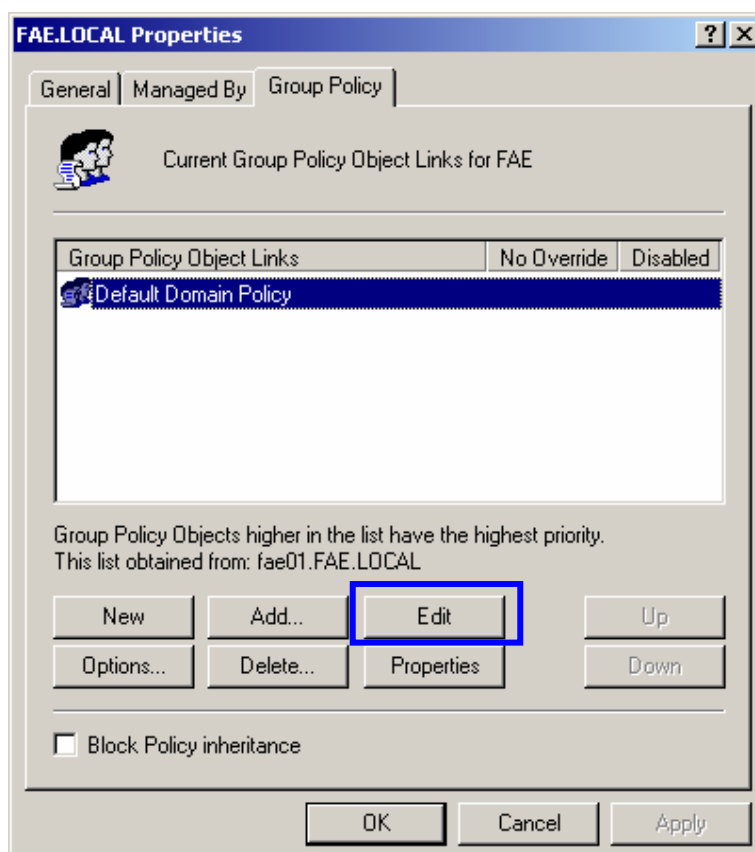 FAE.LOCAL Properties
General Managed By Group Policy
Current Group Policy Object Links for FAE
Group Policy Object Links No Override Disabled
Default Domain Policy
Group Policy Objects higher in the list have the highest priority.
This list obtained from: fae01.FAE.LOCAL
New Add... Edit Up
Options... Delete... Properties Down
Block Policy inheritance
OK Cancel Apply